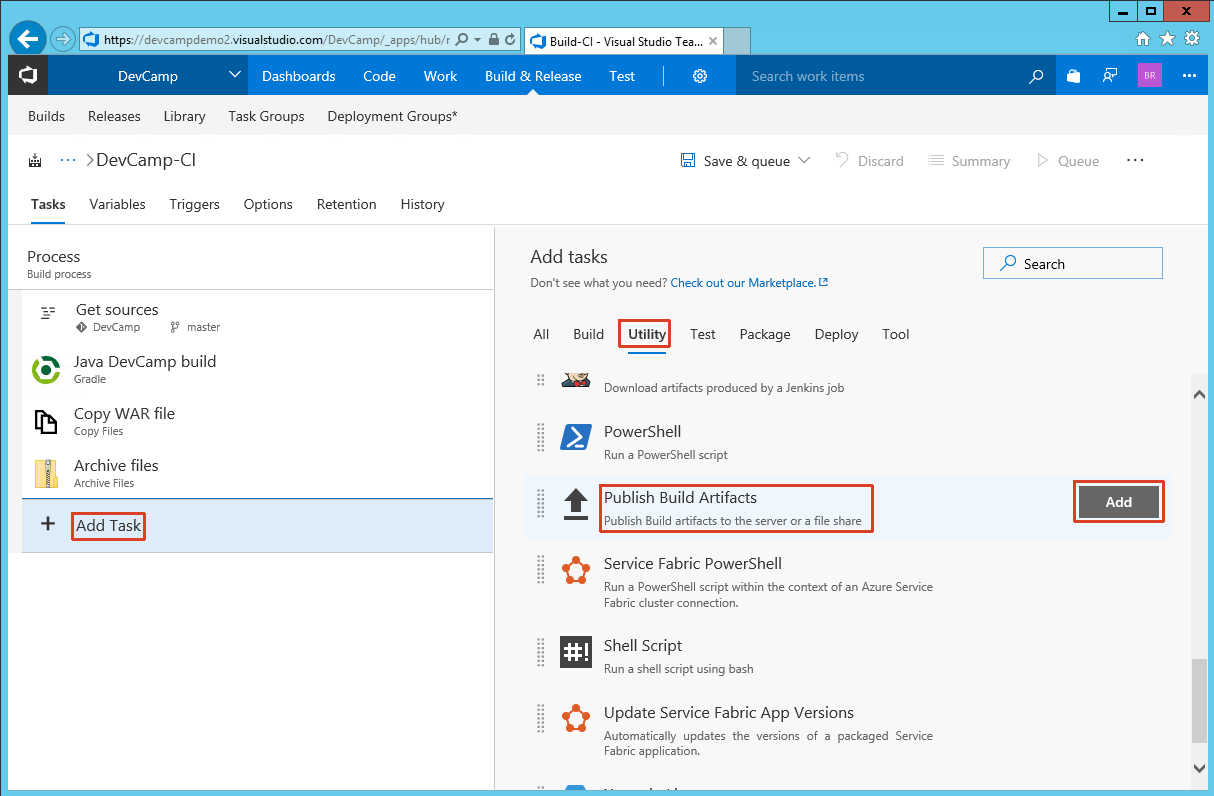 https://devcampdemo2.visualstudio.com/DevCamp/_apps/hub/r
Build-CI - Visual Studio Tea...
DevCamp
Dashboards
Code
Work
Build & Release
Test
Search work items
BR
Builds
Releases
Library
Task Groups
Deployment Groups*
DevCamp-CI
Save & queue
Discard
Summary
Queue
Tasks
Variables
Triggers
Options
Retention
History
Process
Build process
Get sources
DevCamp
master
Java DevCamp build
Gradle
Copy WAR file
Copy Files
Archive files
Archive Files
Add Task
Add tasks
Don't see what you need? Check out our Marketplace.
Search
All
Build
Utility
Test
Package
Deploy
Tool
Download artifacts produced by a Jenkins job
PowerShell
Run a PowerShell script
Publish Build Artifacts
Publish Build artifacts to the server or a file share
Add
Service Fabric PowerShell
Run a PowerShell script within the context of an Azure Service
Fabric cluster connection.
#!
Shell Script
Run a shell script using bash
Update Service Fabric App Versions
Automatically updates the versions of a packaged Service
Fabric application.